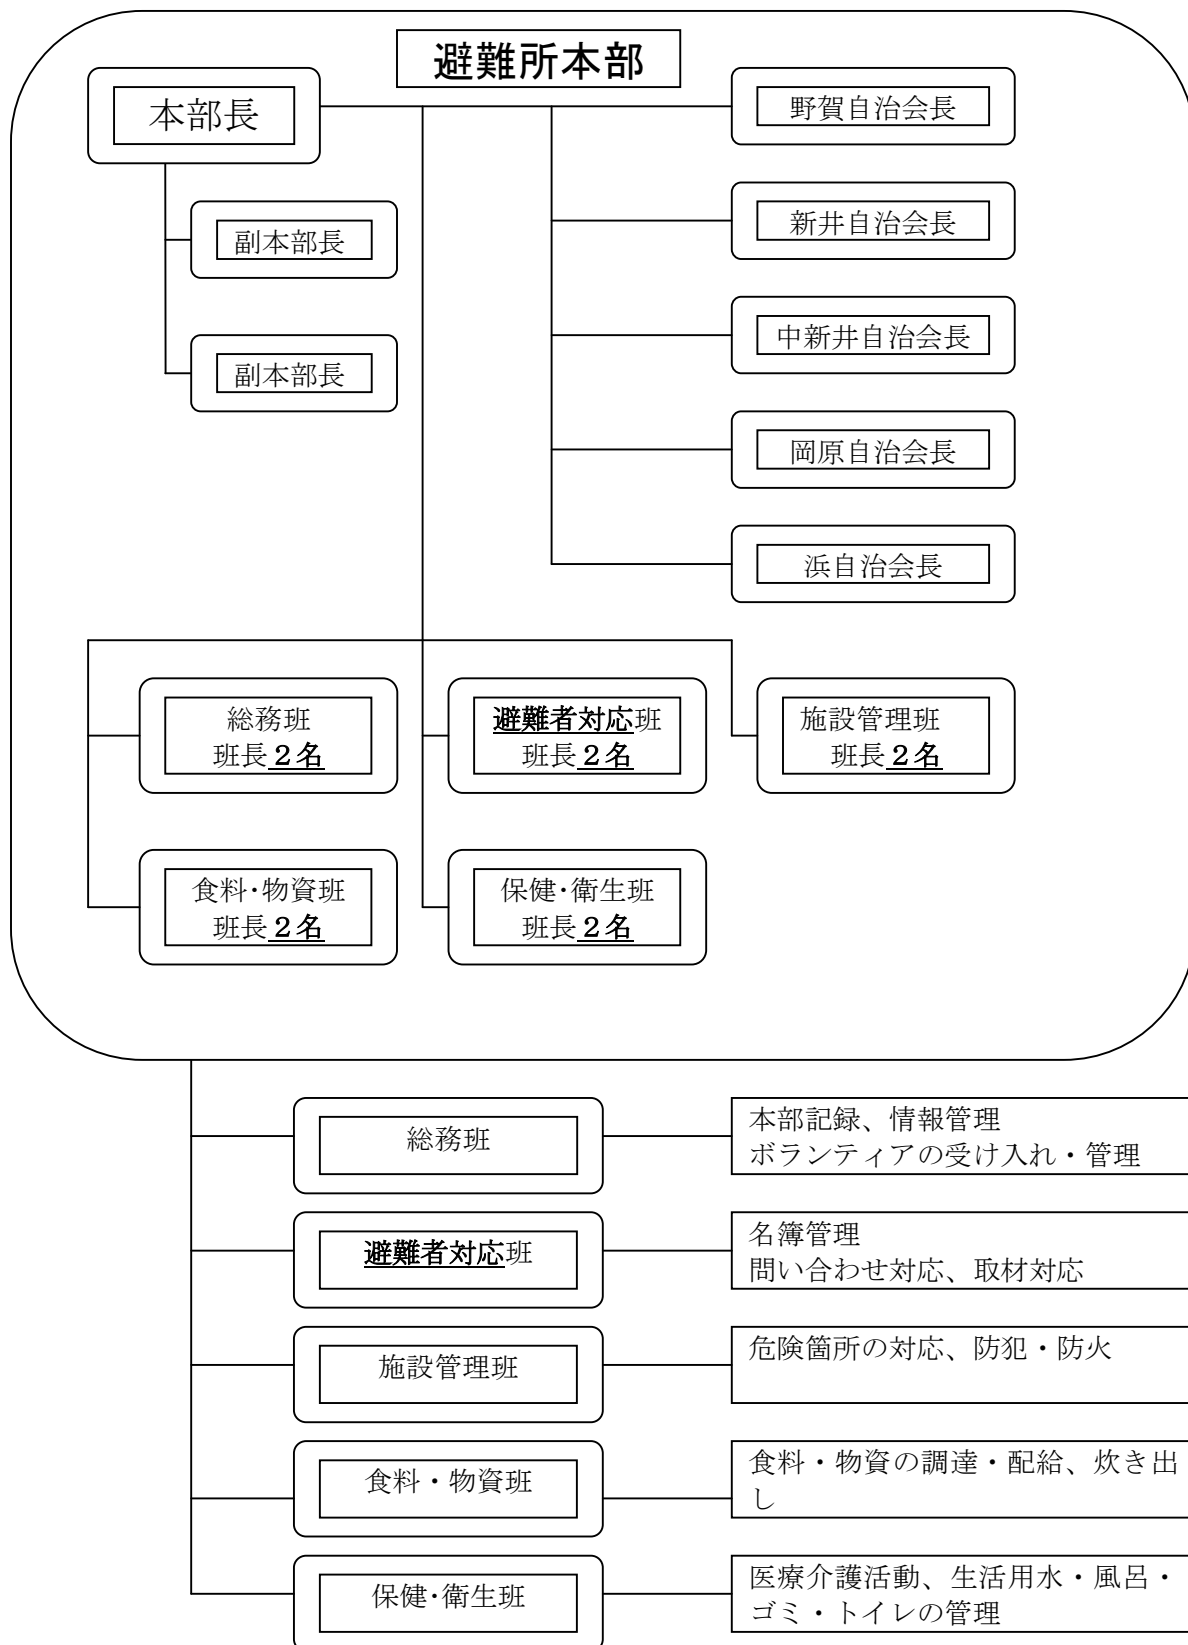 避難所本部
本部長
副本部長
副本部長
野賀自治会長
新井自治会長
中新井自治会長
岡原自治会長
浜自治会長
総務班
班長２名
避難者対応班
班長２名
施設管理班
班長２名
食料･物資班
班長２名
保健･衛生班
班長２名
総務班
本部記録、情報管理
ボランティアの受け入れ・管理
避難者対応班
名簿管理
問い合わせ対応、取材対応
施設管理班
危険箇所の対応、防犯・防火
食料・物資班
食料・物資の調達・配給、炊き出
し
保健･衛生班
医療介護活動、生活用水・風呂・
ゴミ・トイレの管理